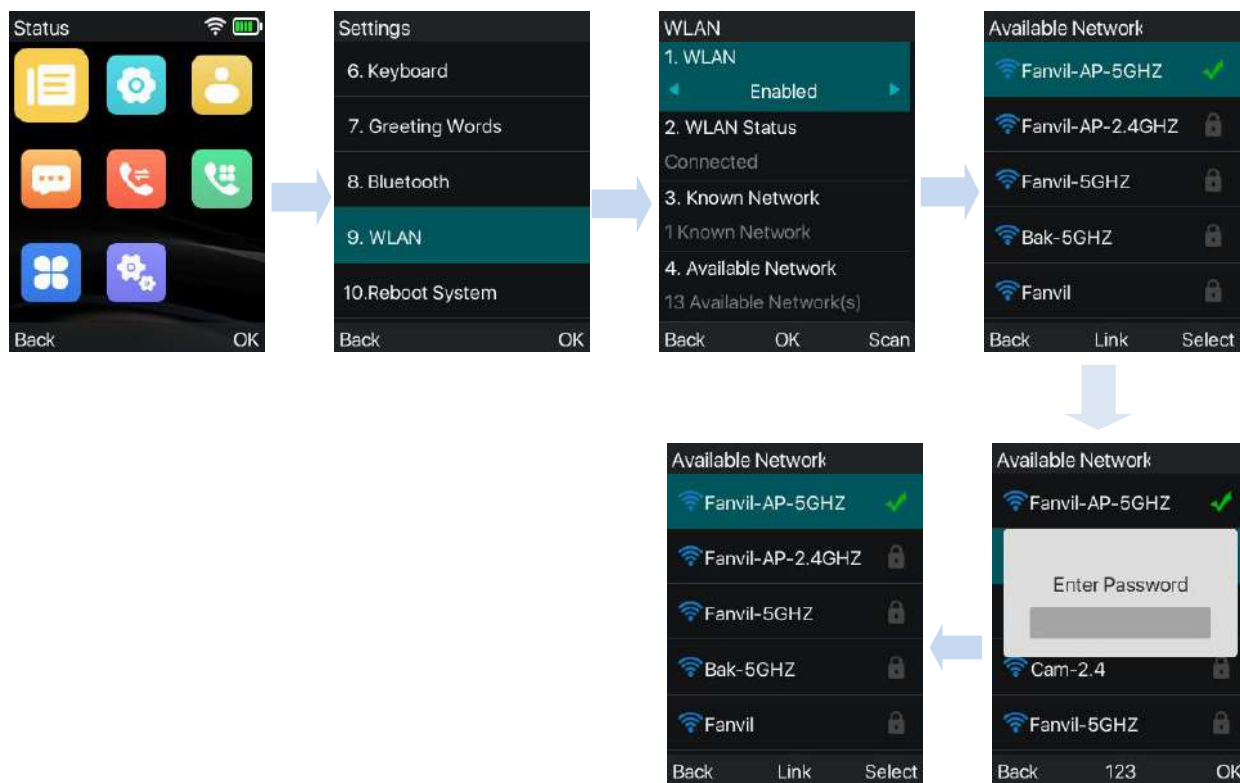 Status
Back OK
Settings
6. Keyboard
7. Greeting Words
8. Bluetooth
9. WLAN
10.Reboot System
Back OK
WLAN
1. WLAN
Enabled
2. WLAN Status
Connected
3. Known Network
1 Known Network
4. Available Network
13 Available Network(s)
Back OK Scan
Available Network
Fanvil-AP-5GHZ
Fanvil-AP-2.4GHZ
Fanvil-5GHZ
Bak-5GHZ
Fanvil
Back Link Select
Available Network
Fanvil-AP-5GHZ
Enter Password
Cam-2.4
Fanvil-5GHZ
Back 123 OK
Available Network
Fanvil-AP-5GHZ
Fanvil-AP-2.4GHZ
Fanvil-5GHZ
Bak-5GHZ
Fanvil
Back Link Select